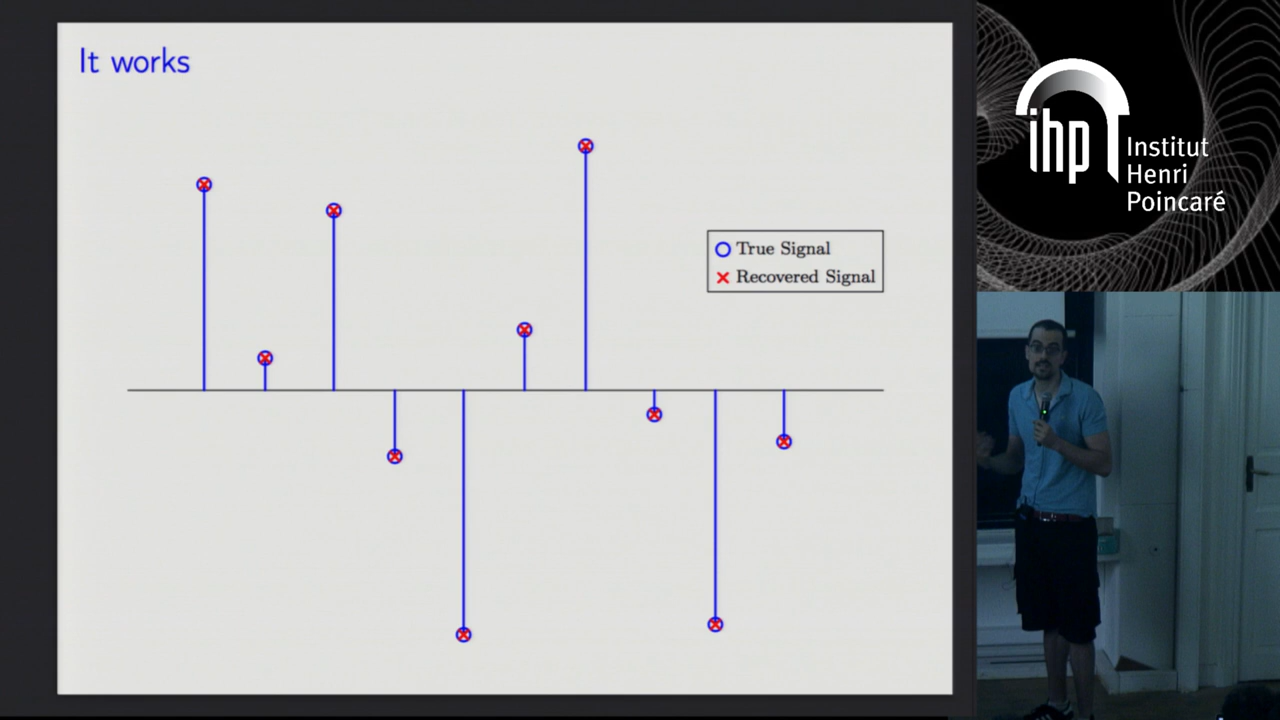 It works
True Signal
Recovered Signal
ihp
Institut
Henri
Poincaré